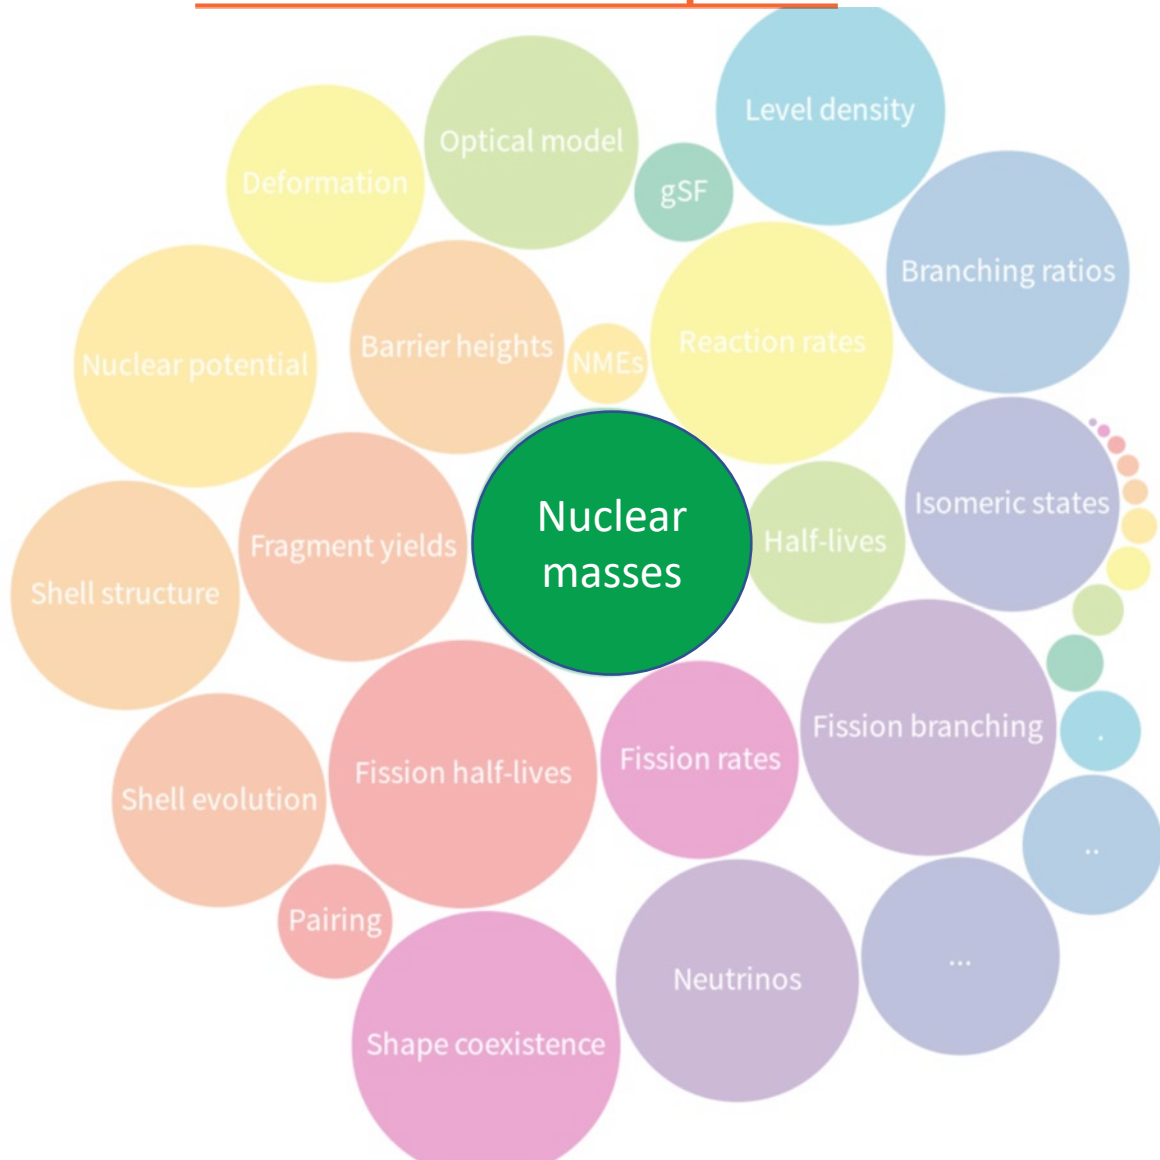 Level density
Optical model
Deformation
gSF
Branching ratios
Reaction rates
Barrier heights
NMEs
Nuclear potential
Isomeric states
Nuclear
masses
Half-lives
Fragment yields
Shell structure
Fission branching
.
Fission rates
Fission half-lives
Shell evolution
..
Pairing
...
Neutrinos
Shape coexistence